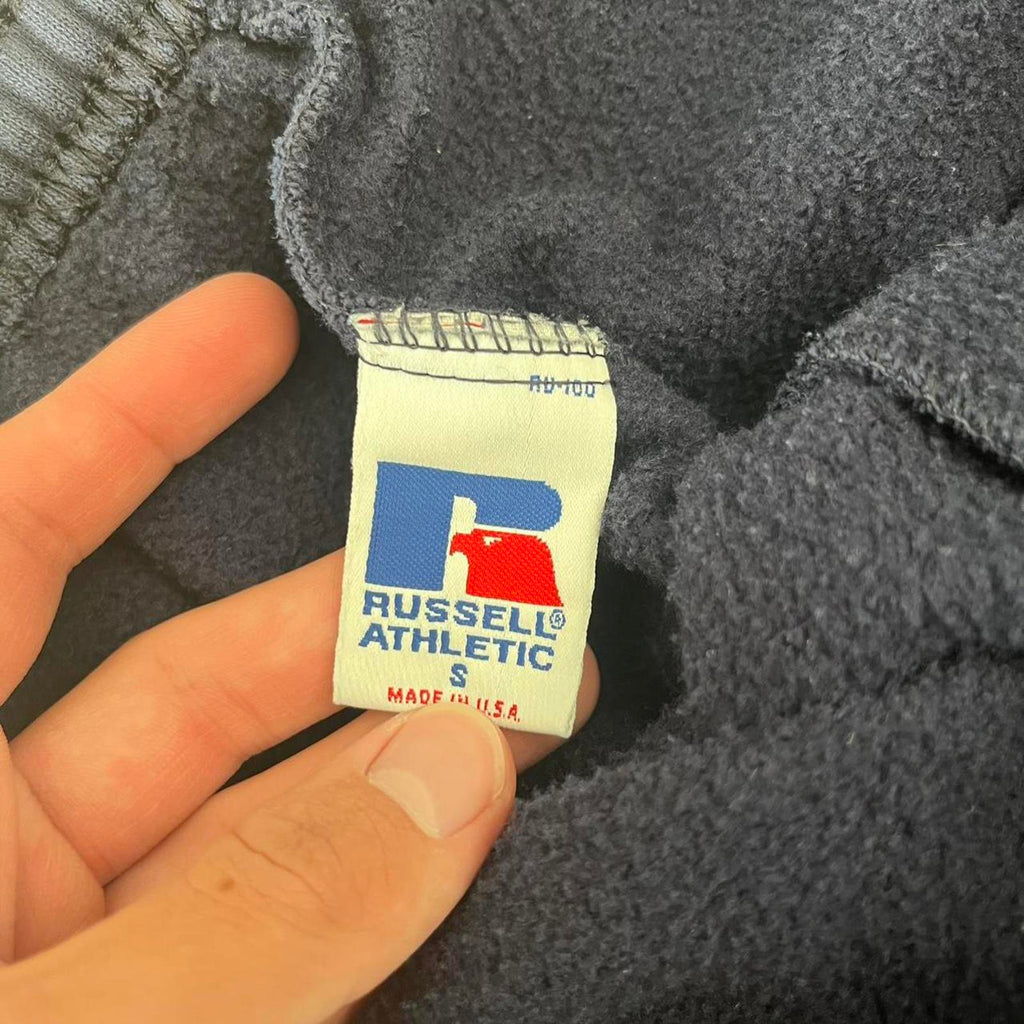 RU-100
RUSSELL®
ATHLETIC
S
MADE IN U.S.A.